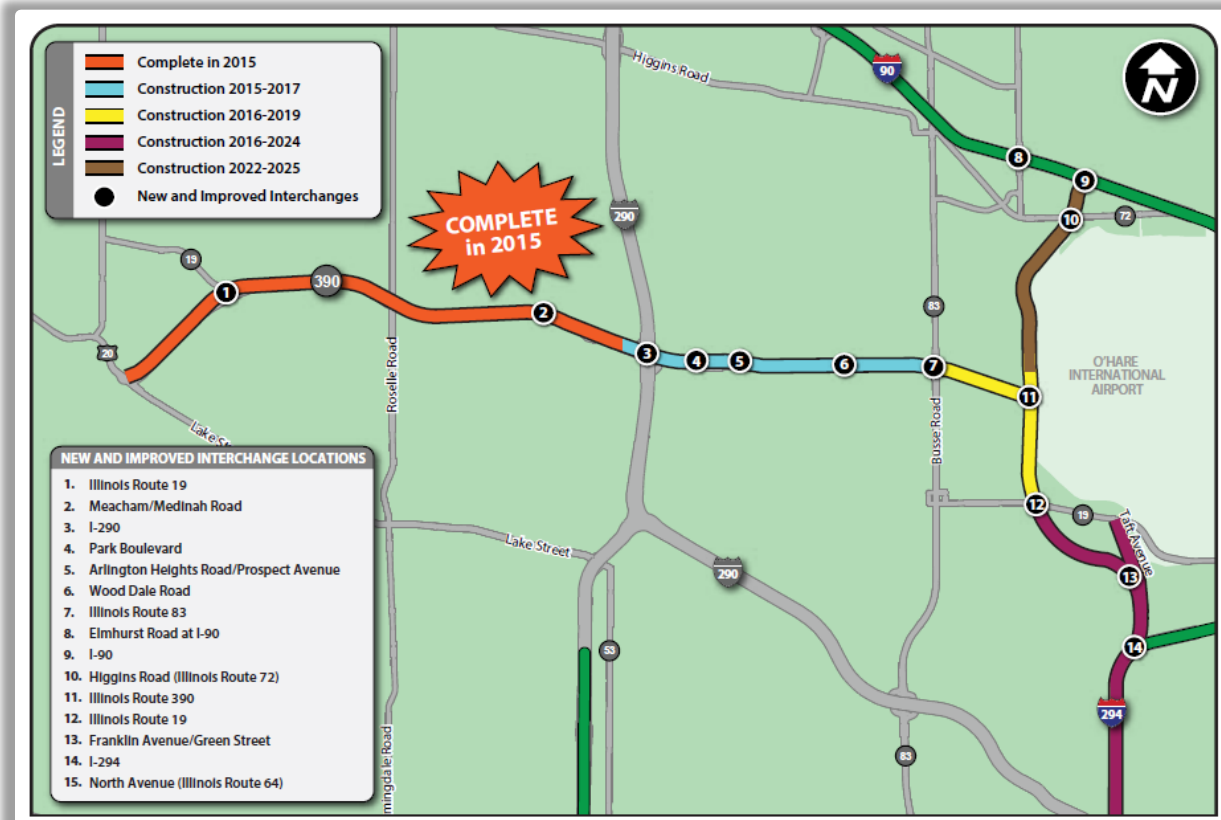 LEGEND
Complete in 2015
Construction 2015-2017
Construction 2016-2019
Construction 2016-2024
Construction 2022-2025
New and Improved Interchanges
N
Higgins Road
90
8
9
10
72
290
COMPLETE
in 2015
19
1
390
2
20
3
4
5
6
7
83
11
O'HARE
INTERNATIONAL
AIRPORT
Roselle Road
Busse Road
Lake St
12
19
Taft Avenue
13
14
294
Lake Street
290
53
83
mingdale Road
NEW AND IMPROVED INTERCHANGE LOCATIONS
1. Illinois Route 19
2. Meacham/Medinah Road
3. I-290
4. Park Boulevard
5. Arlington Heights Road/Prospect Avenue
6. Wood Dale Road
7. Illinois Route 83
8. Elmhurst Road at I-90
9. I-90
10. Higgins Road (Illinois Route 72)
11. Illinois Route 390
12. Illinois Route 19
13. Franklin Avenue/Green Street
14. I-294
15. North Avenue (Illinois Route 64)